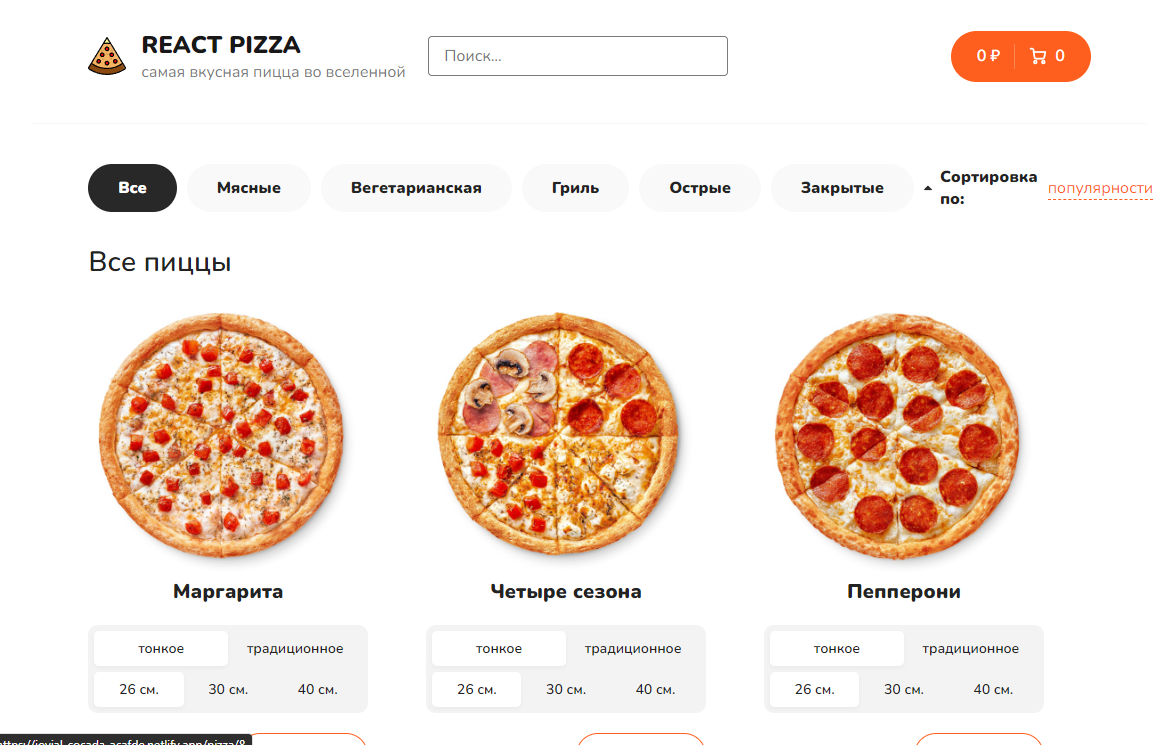 REACT PIZZA
самая вкусная пицца во вселенной
Поиск...
0 ₽ 0
Все Мясные Вегетарианская Гриль Острые Закрытые
Сортировка по: популярности
Все пиццы
Маргарита Четыре сезона Пепперони
тонкое традиционное тонкое традиционное тонкое традиционное
26 см. 30 см. 40 см. 26 см. 30 см. 40 см. 26 см. 30 см. 40 см.